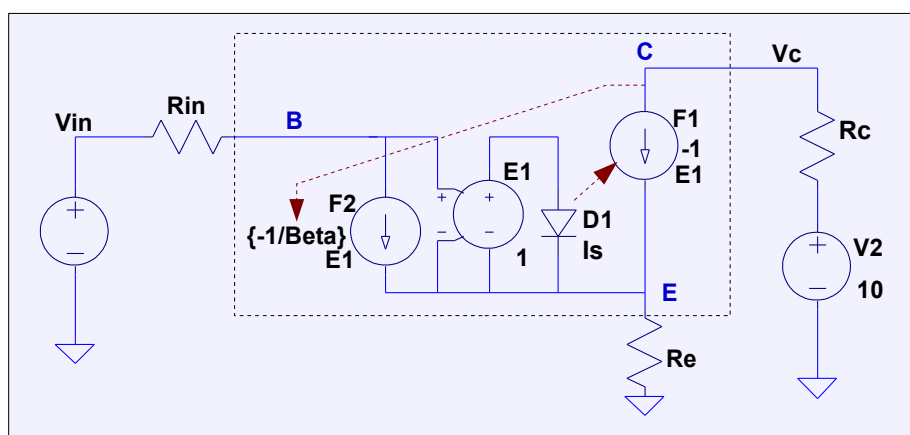 C
Vc
Rin
B
Vin
F1
-1
E1
Rc
E1
F2
{-1/Beta}
E1
1
D1
Is
V2
10
E
Re